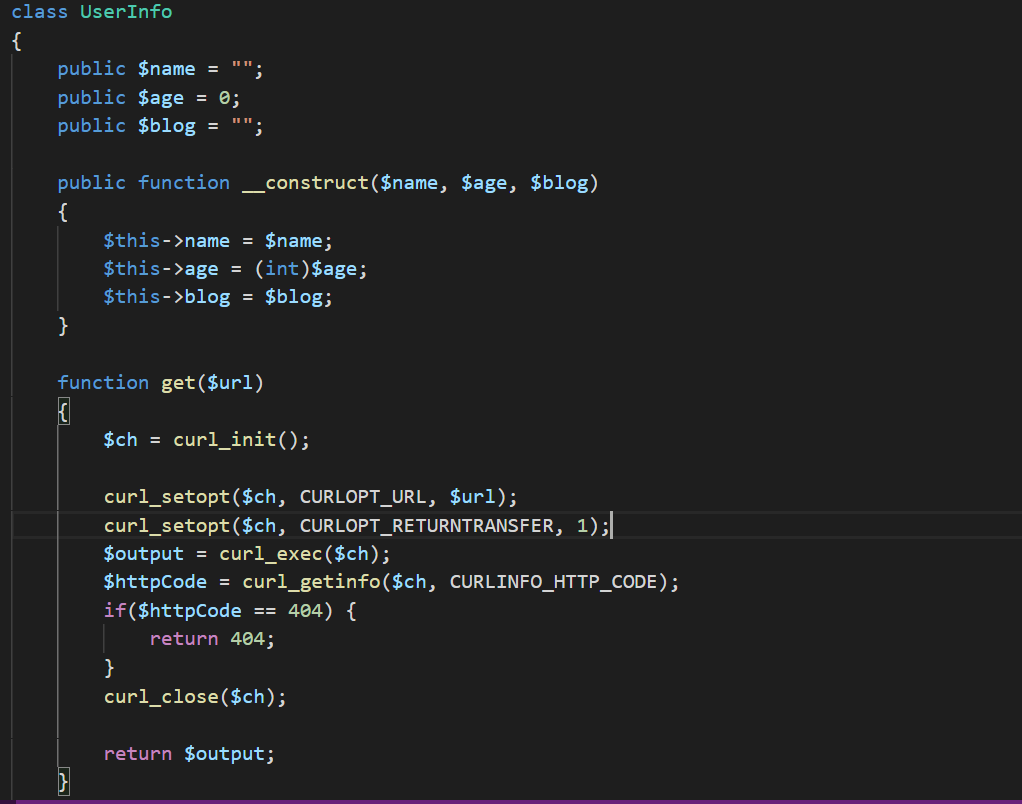 class UserInfo
{
    public $name = "";
    public $age = 0;
    public $blog = "";

    public function __construct($name, $age, $blog)
    {
        $this->name = $name;
        $this->age = (int)$age;
        $this->blog = $blog;
    }

    function get($url)
    {
        $ch = curl_init();

        curl_setopt($ch, CURLOPT_URL, $url);
        curl_setopt($ch, CURLOPT_RETURNTRANSFER, 1);
        $output = curl_exec($ch);
        $httpCode = curl_getinfo($ch, CURLINFO_HTTP_CODE);
        if($httpCode == 404) {
            return 404;
        }
        curl_close($ch);

        return $output;
    }